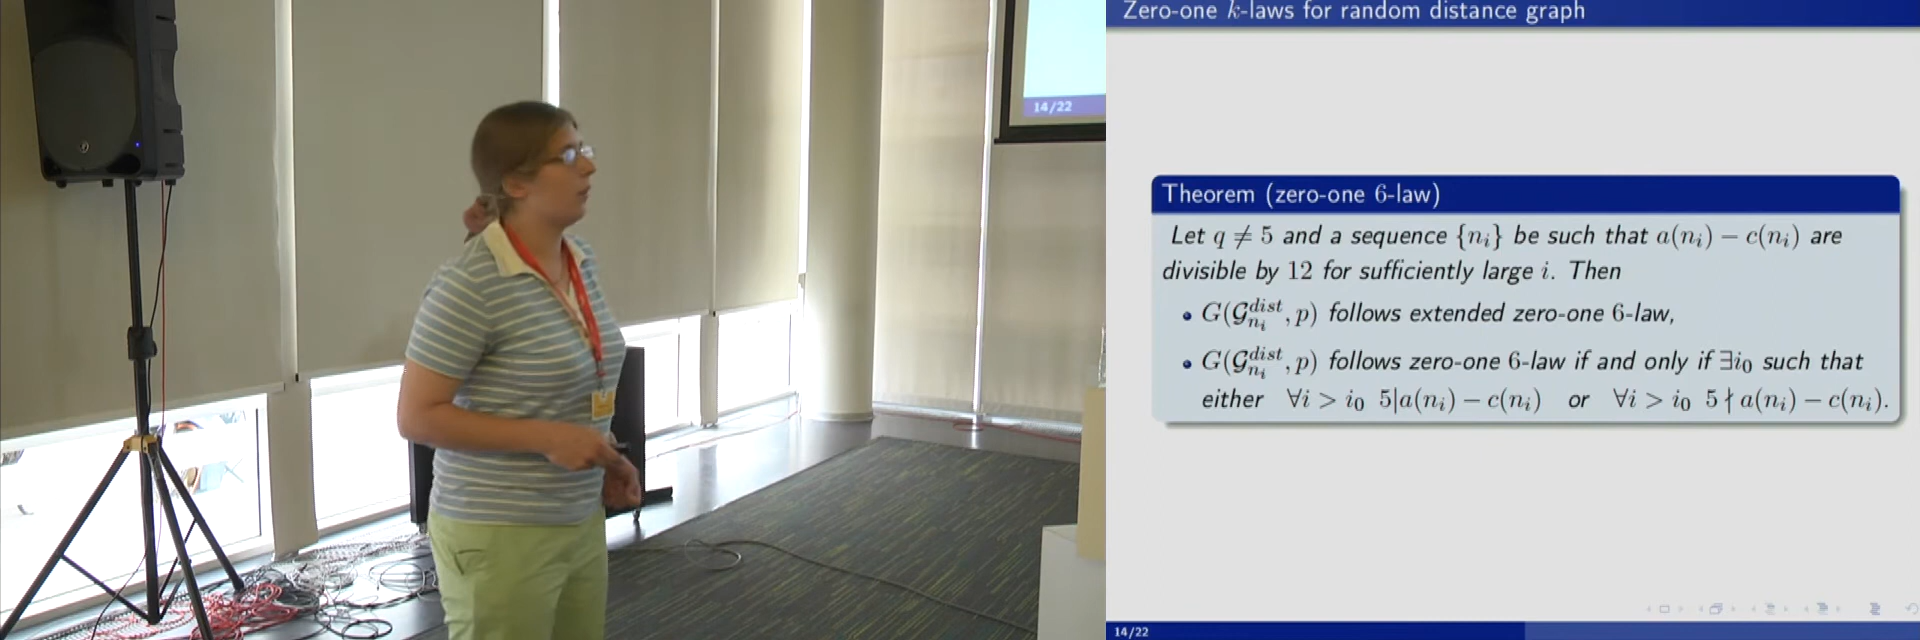 14/22
Zero-one k-laws for random distance graph
Theorem (zero-one 6-law)
Let q ≠ 5 and a sequence {n_i} be such that a(n_i) − c(n_i) are
divisible by 12 for sufficiently large i. Then
• G(𝒢^{dist}_{n_i}, p) follows extended zero-one 6-law,
• G(𝒢^{dist}_{n_i}, p) follows zero-one 6-law if and only if ∃i_0 such that
either ∀i > i_0 5|a(n_i) − c(n_i) or ∀i > i_0 5 ∤ a(n_i) − c(n_i).
14/22